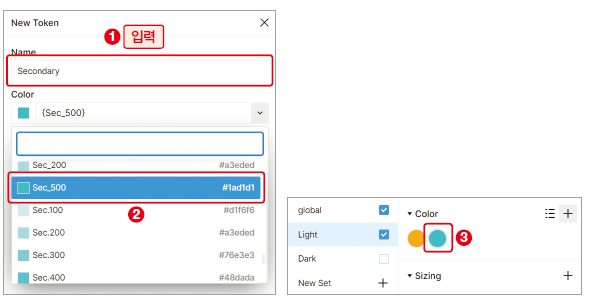 New Token
1 입력
Name
Secondary
Color
{Sec_500}
Sec_200 #a3eded
Sec_500 #1ad1d1
2
Sec.100 #d1f6f6
Sec.200 #a3eded
Sec.300 #76e3e3
Sec.400 #48dada
global
Color
Light
3
Dark
Sizing
New Set